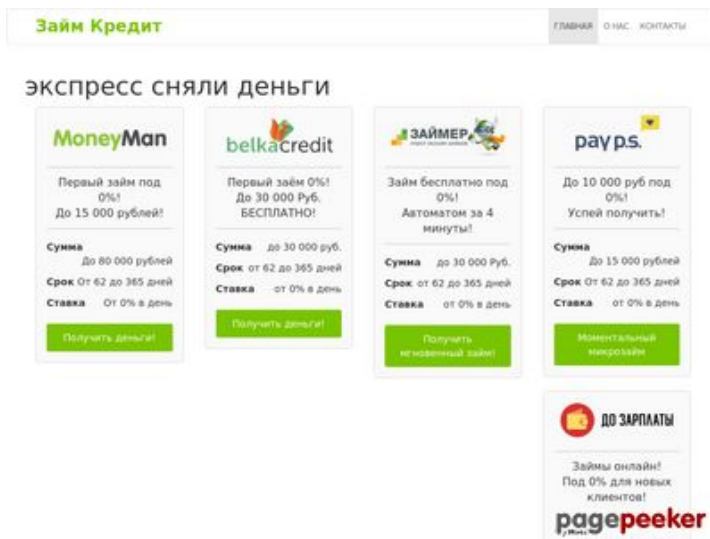 Займ Кредит
ГЛАВНАЯ О НАС. КОНТАКТЫ
экспресс сняли деньги
MoneyMan
Первый займ под
0%!
До 15 000 рублей!
Сумма
До 80 000 рублей
Срок От 62 до 365 дней
Ставка От 0% в день
Получить деньги!
belkacredit
Первый заём 0%!
До 30 000 Руб.
БЕСПЛАТНО!
Сумма до 30 000 руб.
Срок от 62 до 365 дней
Ставка от 0% в день
Получить деньги!
ЗАЙМЕР
Займ бесплатно под
0%!
Автоматом за 4
минуты!
Сумма до 30 000 Руб.
Срок от 62 до 365 дней
Ставка от 0% в день
Получить
мгновенный займ!
pay p.s.
До 10 000 руб под
0%!
Успей получить!
Сумма
До 15 000 рублей
Срок От 62 до 365 дней
Ставка от 0% в день
Моментальный
микрозайм
ДО ЗАРПЛАТЫ
Займы онлайн!
Под 0% для новых
клиентов!
pagepeeker